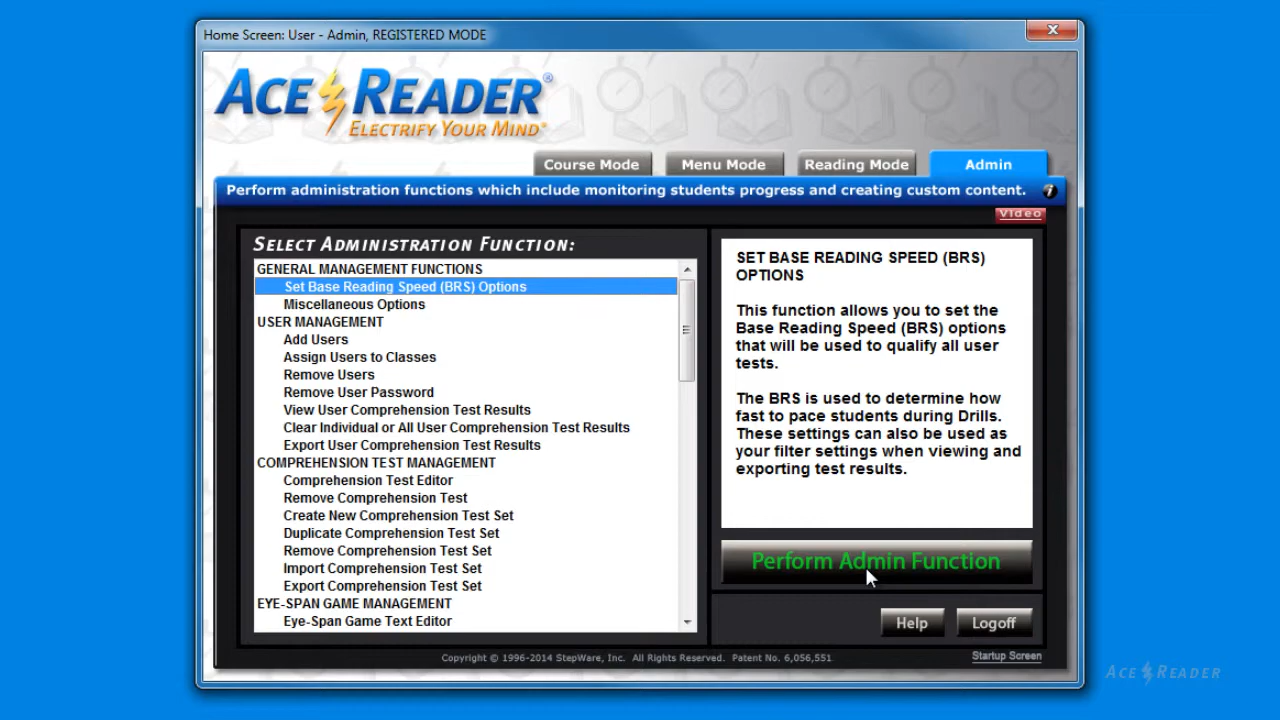 Home Screen: User - Admin, REGISTERED MODE
ACE READER®
ELECTRIFY YOUR MIND®
Course Mode
Menu Mode
Reading Mode
Admin
Perform administration functions which include monitoring students progress and creating custom content.
i
Video
SELECT ADMINISTRATION FUNCTION:
GENERAL MANAGEMENT FUNCTIONS
Set Base Reading Speed (BRS) Options
Miscellaneous Options
USER MANAGEMENT
Add Users
Assign Users to Classes
Remove Users
Remove User Password
View User Comprehension Test Results
Clear Individual or All User Comprehension Test Results
Export User Comprehension Test Results
COMPREHENSION TEST MANAGEMENT
Comprehension Test Editor
Remove Comprehension Test
Create New Comprehension Test Set
Duplicate Comprehension Test Set
Remove Comprehension Test Set
Import Comprehension Test Set
Export Comprehension Test Set
EYE-SPAN GAME MANAGEMENT
Eye-Span Game Text Editor
SET BASE READING SPEED (BRS)
OPTIONS
This function allows you to set the
Base Reading Speed (BRS) options
that will be used to qualify all user
tests.
The BRS is used to determine how
fast to pace students during Drills.
These settings can also be used as
your filter settings when viewing and
exporting test results.
Perform Admin Function
Help
Logoff
Copyright © 1996-2014 StepWare, Inc. All Rights Reserved. Patent No. 6,056,551
Startup Screen
ACE READER